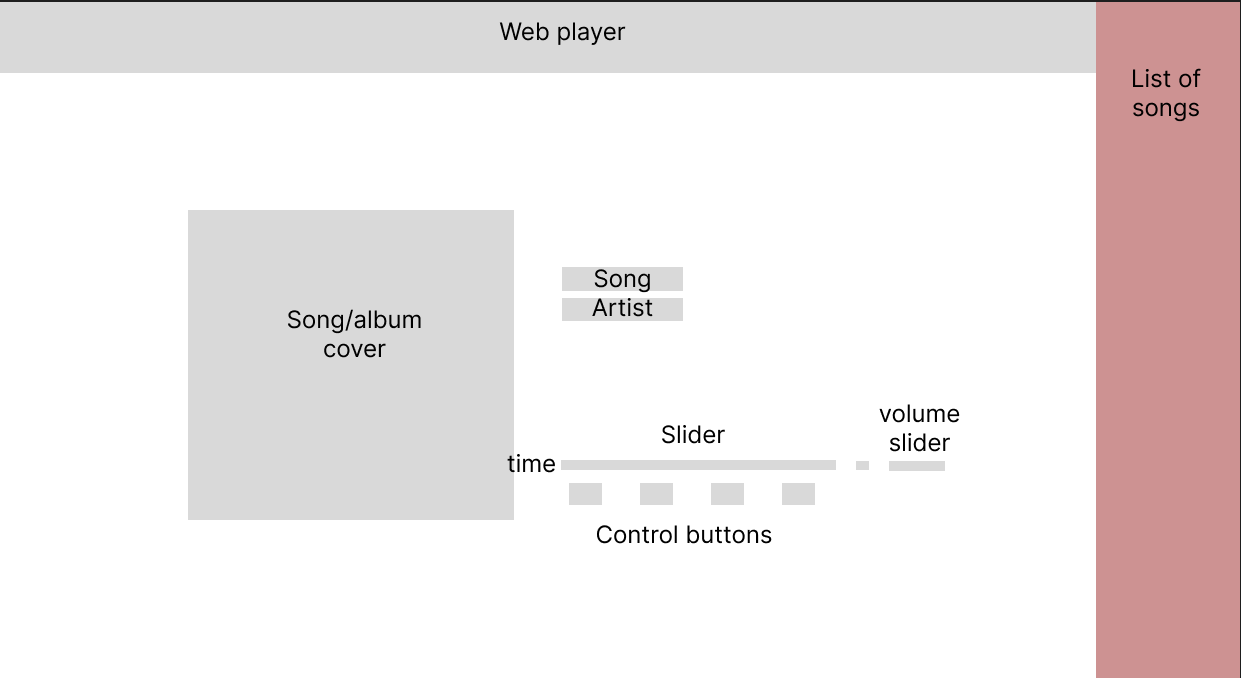 Web player
List of
songs
Song/album
cover
Song
Artist
Slider
volume
slider
time
Control buttons